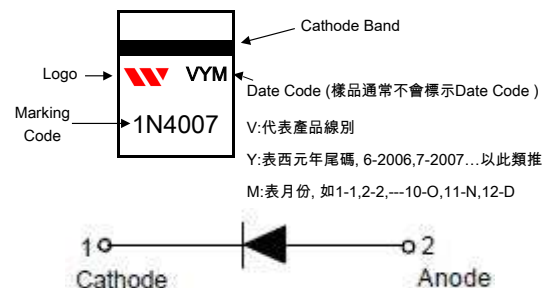 Cathode Band
Logo
VYM
Date Code (樣品通常不會標示Date Code )
Marking
Code
1N4007
V:代表產品線別
Y:表西元年尾碼, 6-2006,7-2007…以此類推
M:表月份, 如1-1,2-2,---10-O,11-N,12-D
1
2
Cathode
Anode